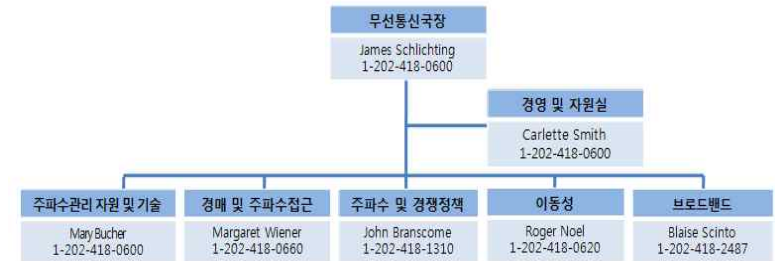 무선통신국장
James Schlichting
1-202-418-0600
경영 및 자원실
Carlette Smith
1-202-418-0600
주파수관리 자원 및 기술
Mary Bucher
1-202-418-0600
경매 및 주파수접근
Margaret Wiener
1-202-418-0660
주파수 및 경쟁정책
John Branscome
1-202-418-1310
이동성
Roger Noel
1-202-418-0620
브로드밴드
Blaise Scinto
1-202-418-2487